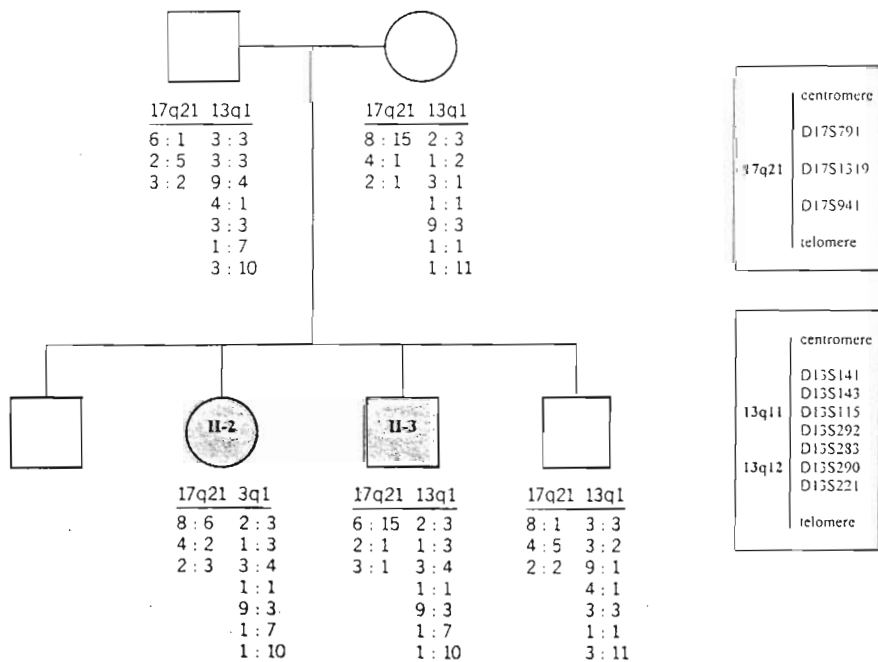 17q21 13q1
6 : 1 3 : 3
2 : 5 3 : 3
3 : 2 9 : 4
4 : 1
3 : 3
1 : 7
3 : 10
17q21 13q1
8 : 15 2 : 3
4 : 1 1 : 2
2 : 1 3 : 1
1 : 1
9 : 3
1 : 1
1 : 11
centromere
D17S791
17q21 D17S1319
D17S941
telomere
II-2
II-3
17q21 3q1
8 : 6 2 : 3
4 : 2 1 : 3
2 : 3 3 : 4
1 : 1
9 : 3
1 : 7
1 : 10
17q21 13q1
6 : 15 2 : 3
2 : 1 1 : 3
3 : 1 3 : 4
1 : 1
9 : 3
1 : 7
1 : 10
17q21 13q1
8 : 1 3 : 3
4 : 5 3 : 2
2 : 2 9 : 1
4 : 1
3 : 3
1 : 1
3 : 11
centromere
D13S141
D13S143
13q11 D13S115
D13S292
D13S283
13q12 D13S290
D13S221
telomere